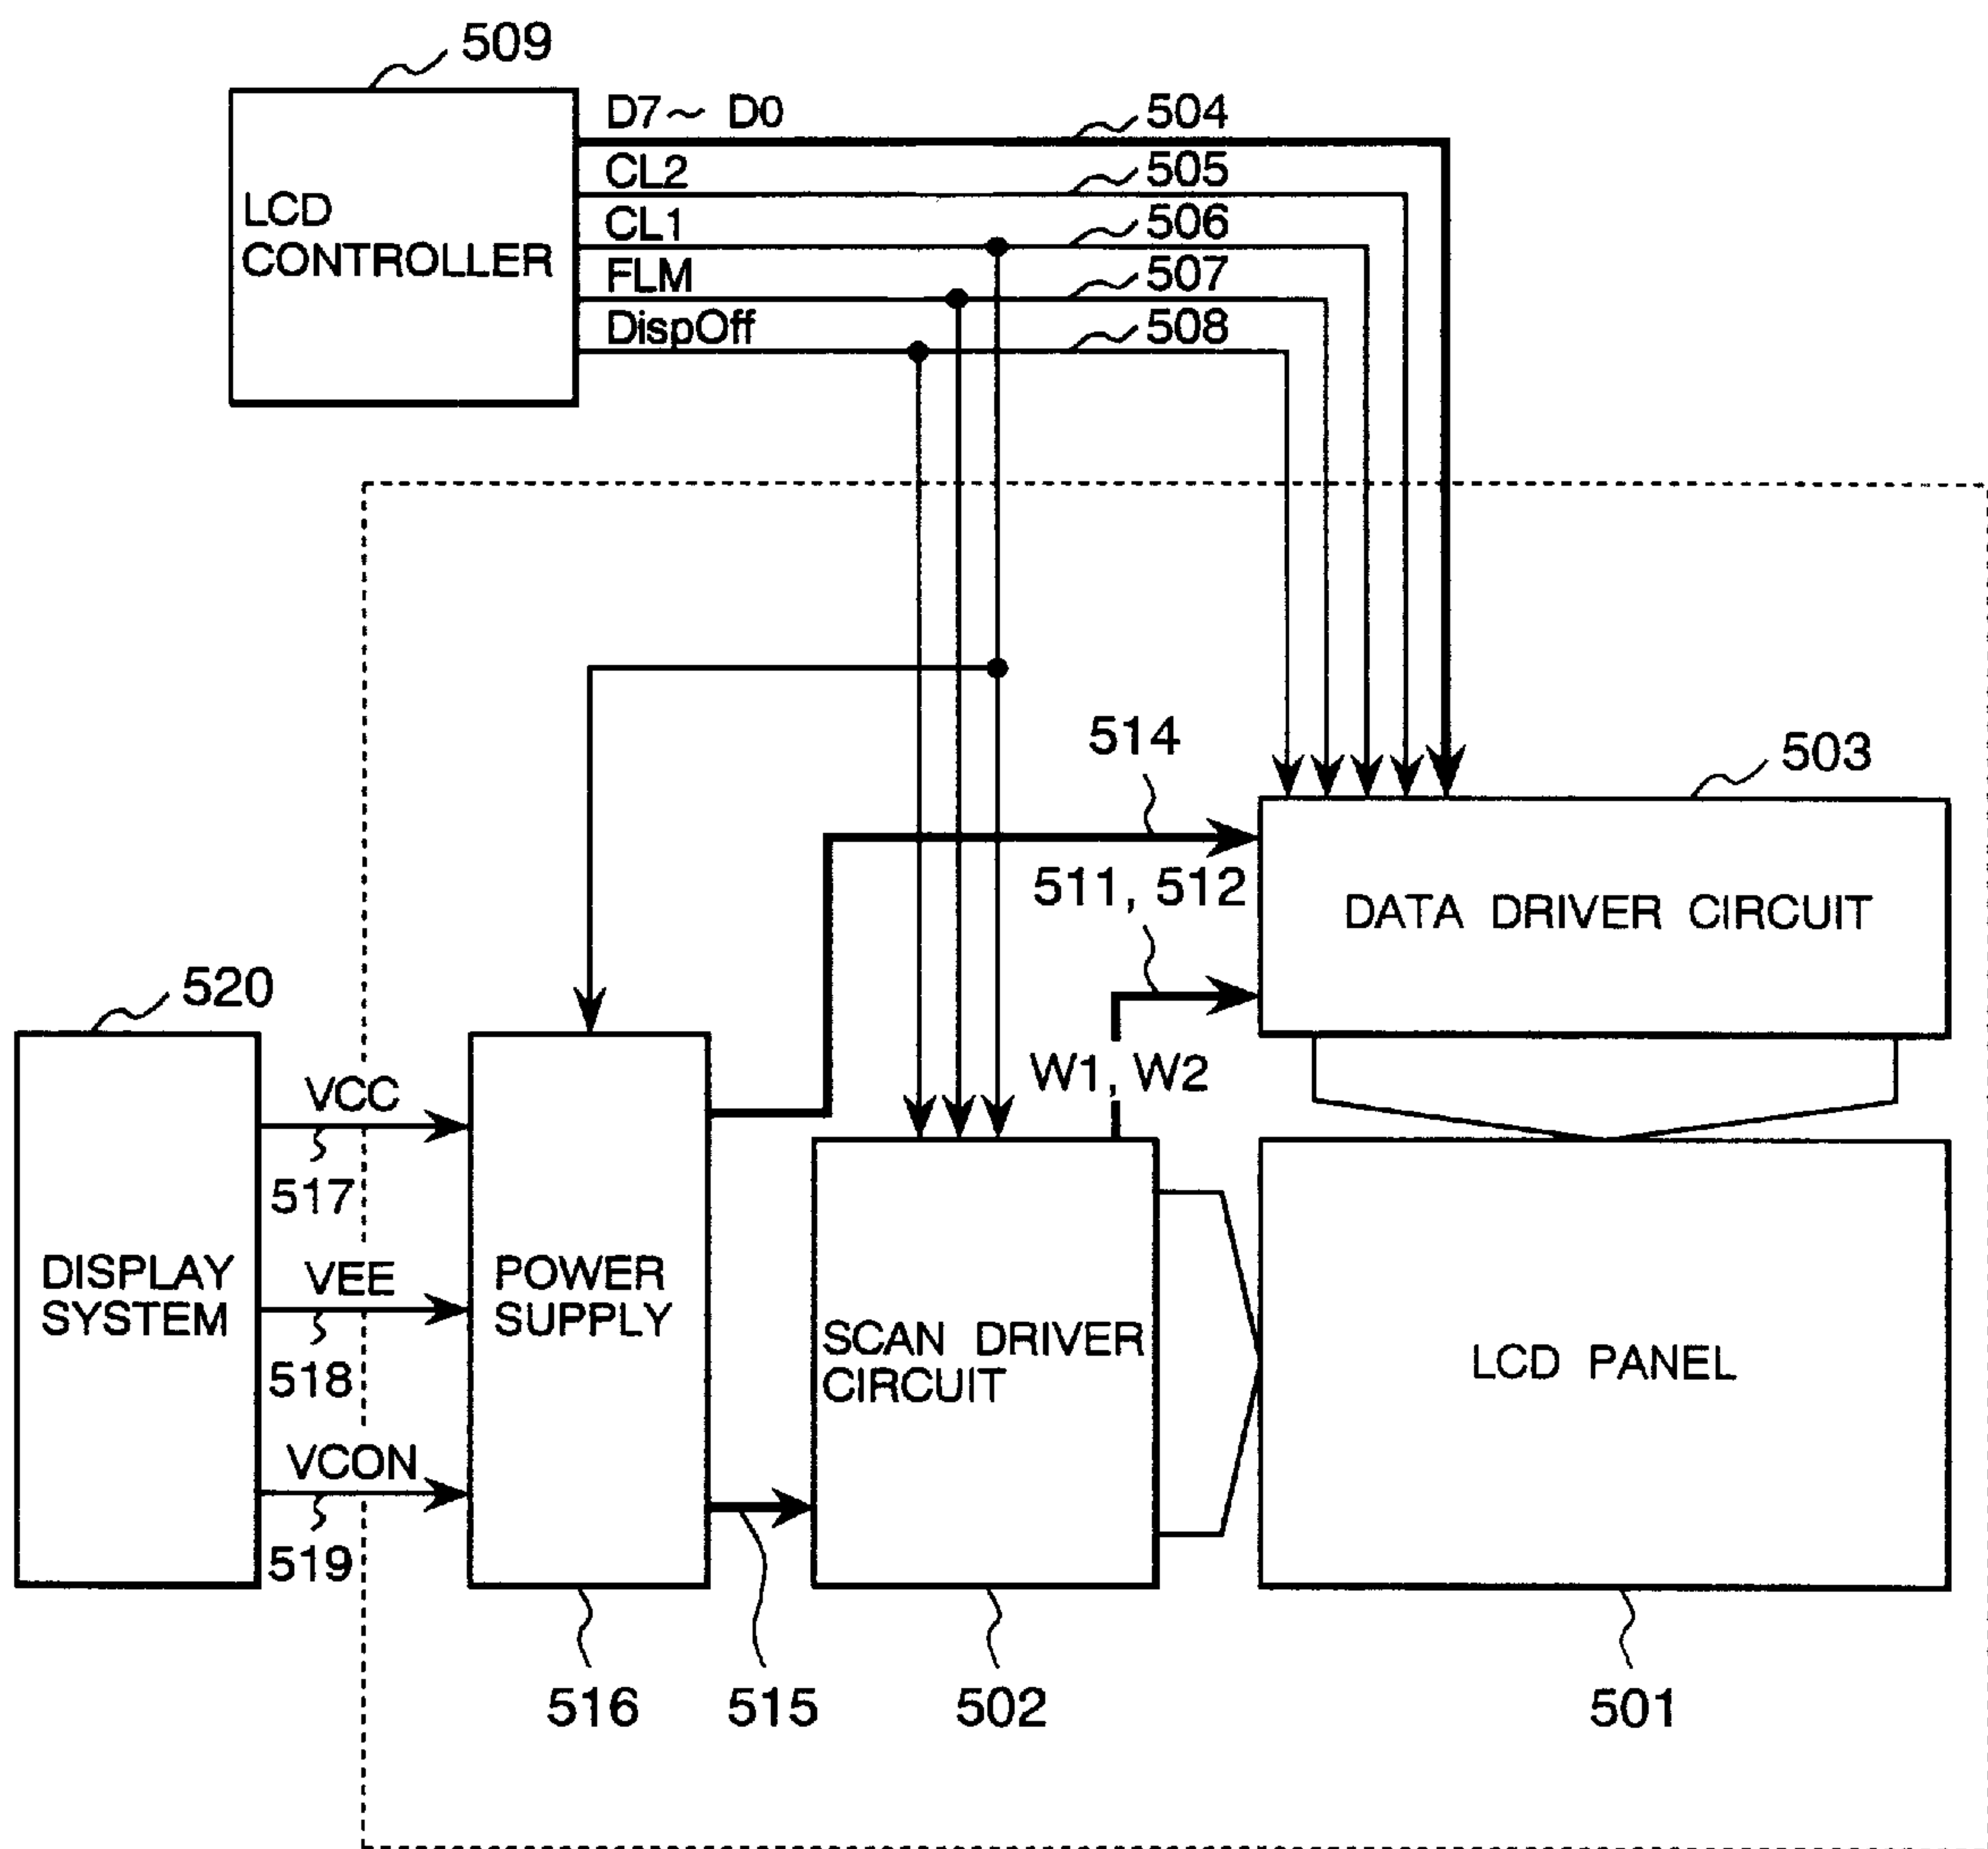 509
D7~ D0
504
CL2
505
LCD
CONTROLLER
CL1
506
FLM
507
DispOff
508
514
503
511, 512
DATA DRIVER CIRCUIT
520
W1, W2
VCC
517
DISPLAY
SYSTEM
VEE
518
POWER
SUPPLY
SCAN DRIVER
CIRCUIT
LCD PANEL
VCON
519
516
515
502
501